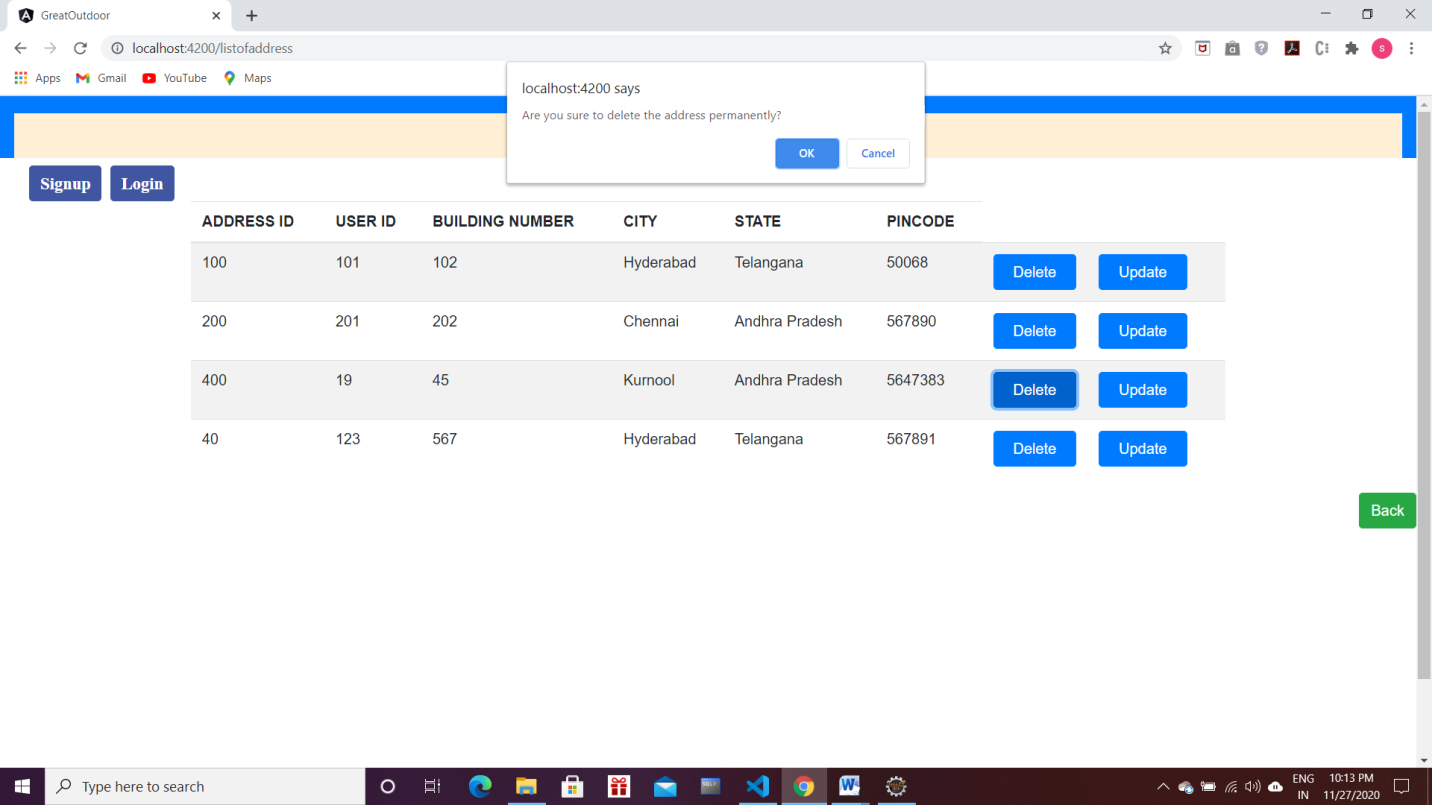 GreatOutdoor
localhost:4200/listofaddress
Apps Gmail YouTube Maps
localhost:4200 says
Are you sure to delete the address permanently?
OK Cancel
Signup Login
ADDRESS ID USER ID BUILDING NUMBER CITY STATE PINCODE
100 101 102 Hyderabad Telangana 50068 Delete Update
200 201 202 Chennai Andhra Pradesh 567890 Delete Update
400 19 45 Kurnool Andhra Pradesh 5647383 Delete Update
40 123 567 Hyderabad Telangana 567891 Delete Update
Back
Type here to search
ENG 10:13 PM
IN 11/27/2020